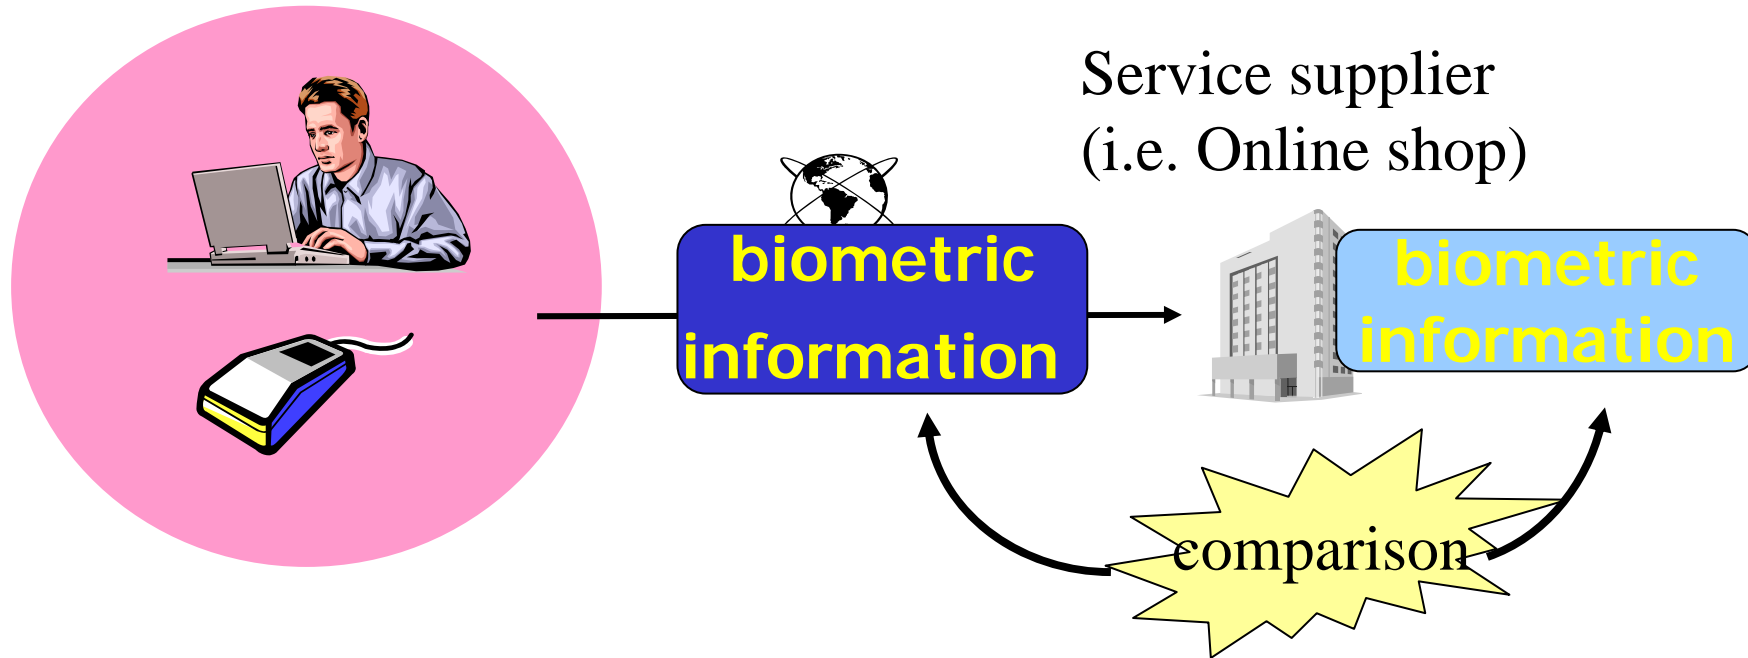 Service supplier
(i.e. Online shop)
biometric
information
biometric
information
comparison